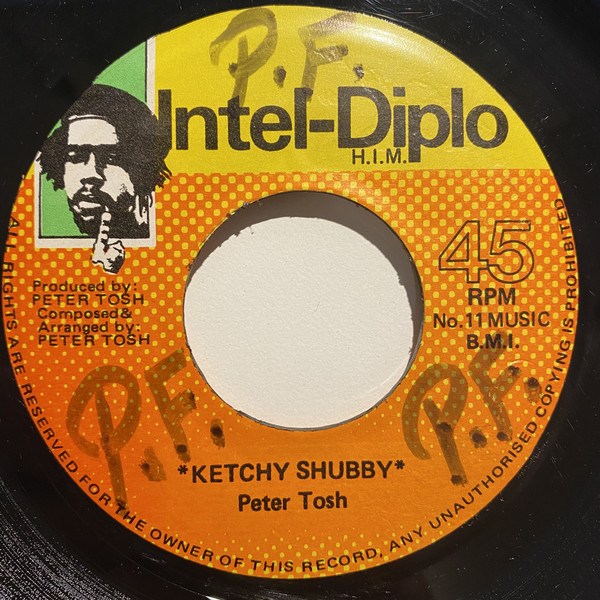 P.F.
Intel-Diplo
H.I.M.
45
RPM
No.11 MUSIC
B.M.I.
Produced by:
PETER TOSH
Composed&
Arranged by:
PETER TOSH
P.F.
P.F.
*KETCHY SHUBBY*
Peter Tosh
ALL RIGHTS ARE RESERVED FOR THE OWNER OF THIS RECORD, ANY UNAUTHORISED COPYING IS PROHIBITED